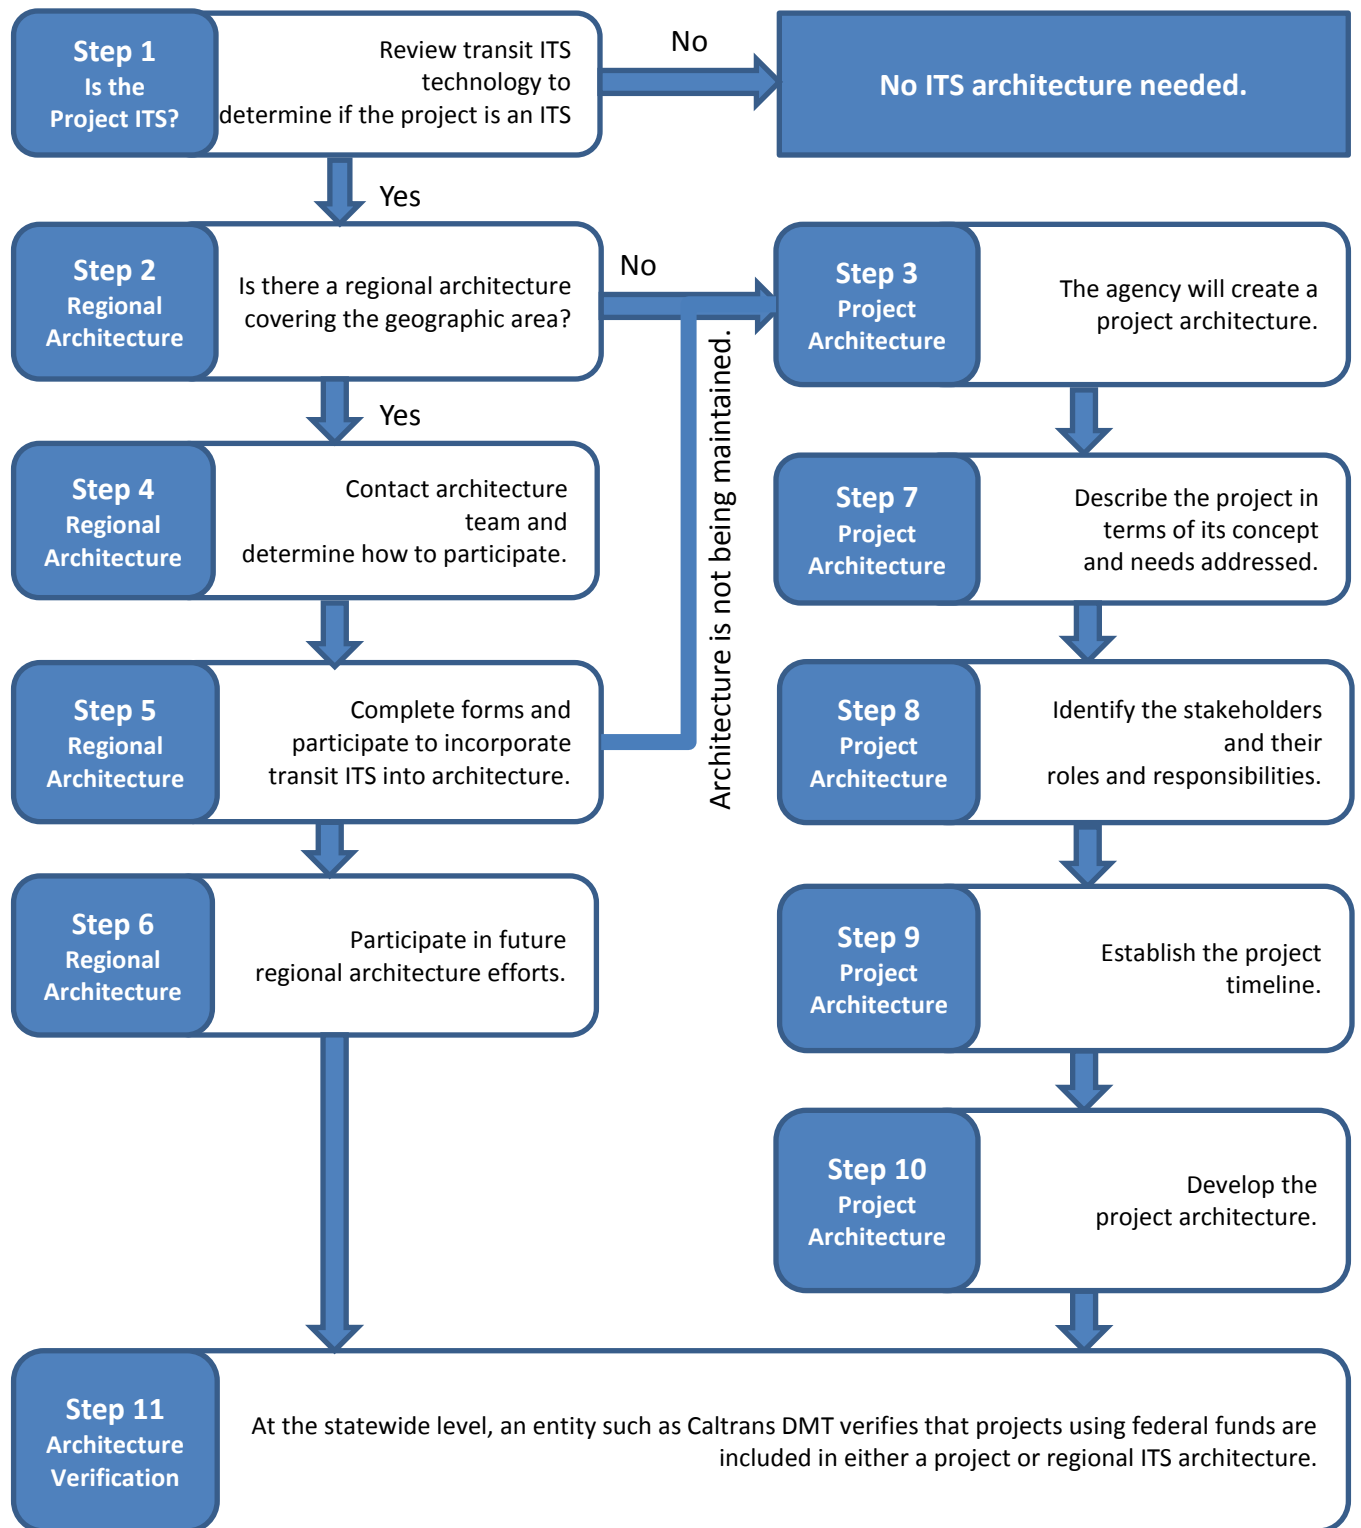 Step 1
Is the
Project ITS?
Review transit ITS
technology to
determine if the project is an ITS
No
No ITS architecture needed.
Yes
Step 2
Regional
Architecture
Is there a regional architecture
covering the geographic area?
No
Step 3
Project
Architecture
The agency will create a
project architecture.
Yes
Architecture is not being maintained.
Step 4
Regional
Architecture
Contact architecture
team and
determine how to participate.
Step 7
Project
Architecture
Describe the project in
terms of its concept
and needs addressed.
Step 5
Regional
Architecture
Complete forms and
participate to incorporate
transit ITS into architecture.
Step 8
Project
Architecture
Identify the stakeholders
and their
roles and responsibilities.
Step 6
Regional
Architecture
Participate in future
regional architecture efforts.
Step 9
Project
Architecture
Establish the project
timeline.
Step 10
Project
Architecture
Develop the
project architecture.
Step 11
Architecture
Verification
At the statewide level, an entity such as Caltrans DMT verifies that projects using federal funds are
included in either a project or regional ITS architecture.